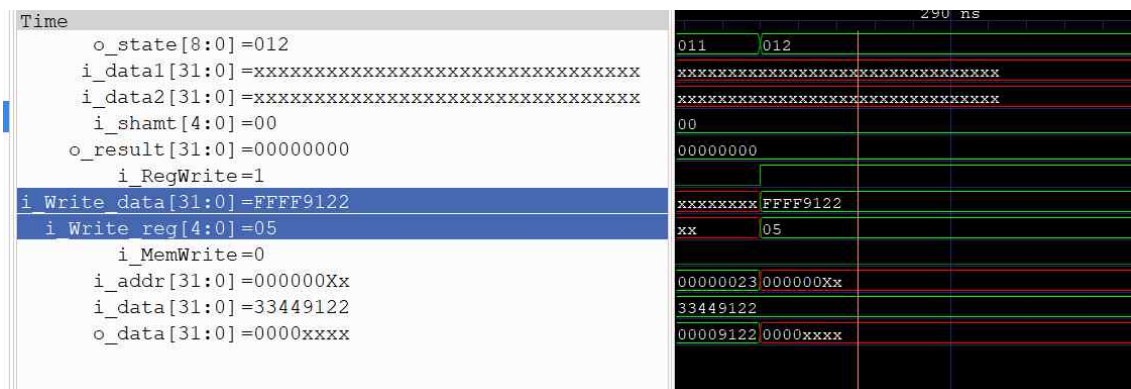 Time
290 ns
o_state[8:0]=012
011 012
i_data1[31:0]=xxxxxxxxxxxxxxxxxxxxxxxxxxxxxxxx
xxxxxxxxxxxxxxxxxxxxxxxxxxxxxxxx
i_data2[31:0]=xxxxxxxxxxxxxxxxxxxxxxxxxxxxxxxx
xxxxxxxxxxxxxxxxxxxxxxxxxxxxxxxx
i_shamt[4:0]=00
00
o_result[31:0]=00000000
00000000
i_RegWrite=1
i_Write_data[31:0]=FFFF9122
xxxxxxxx FFFF9122
i_Write_reg[4:0]=05
xx 05
i_MemWrite=0
i_addr[31:0]=000000Xx
00000023 000000Xx
i_data[31:0]=33449122
33449122
o_data[31:0]=0000xxxx
00009122 0000xxxx